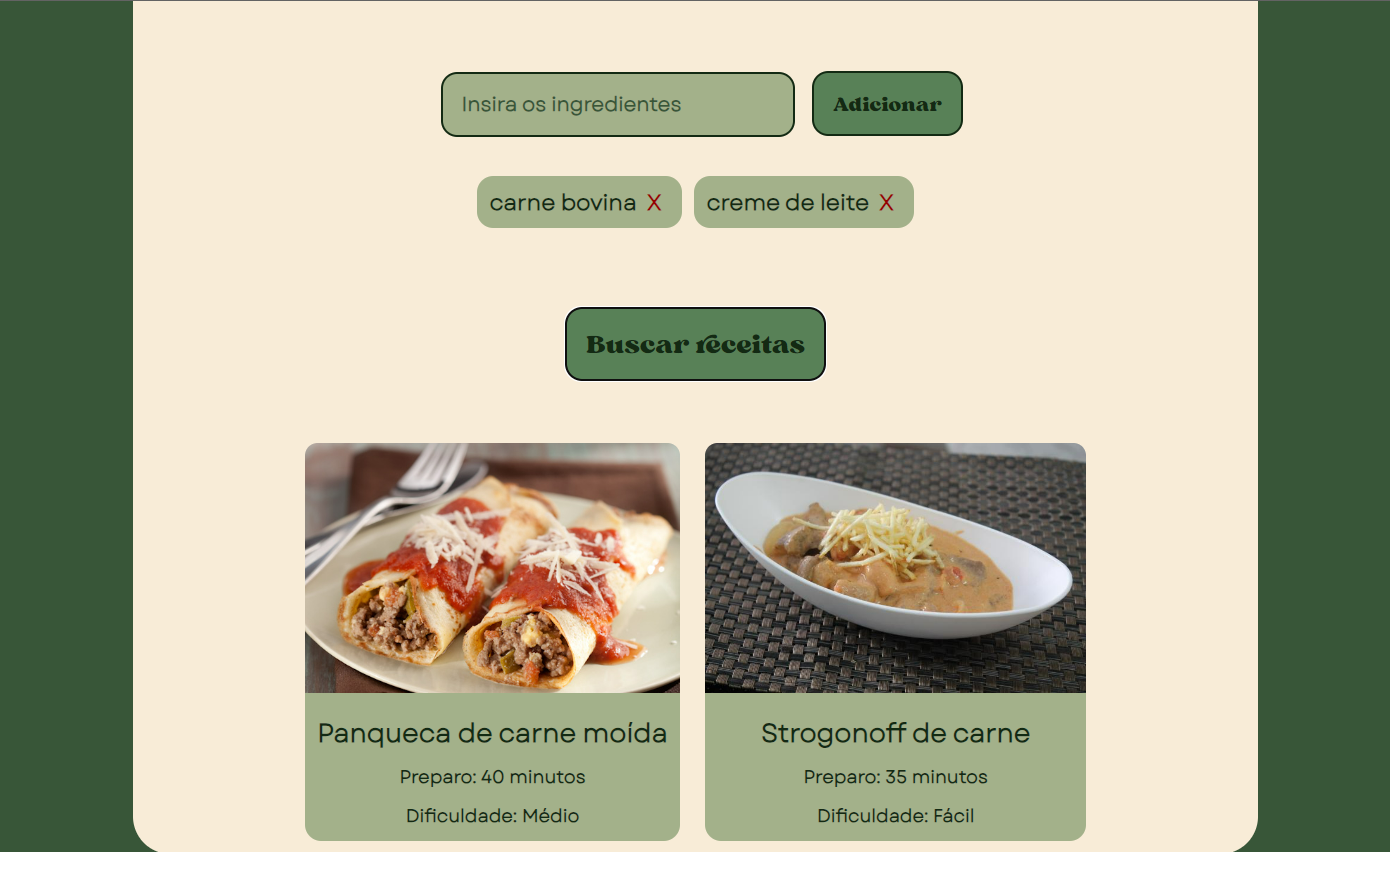 Insira os ingredientes
Adicionar
carne bovina X
creme de leite X
Buscar receitas
Panqueca de carne moída
Preparo: 40 minutos
Dificuldade: Médio
Strogonoff de carne
Preparo: 35 minutos
Dificuldade: Fácil